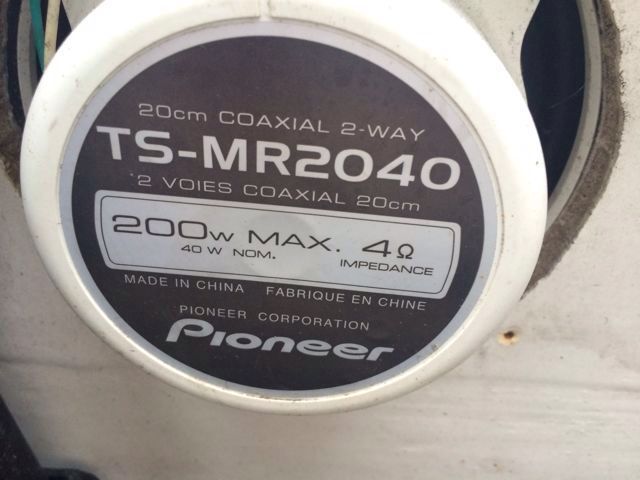 20cm COAXIAL 2-WAY
TS-MR2040
2 VOIES COAXIAL 20cm
200W MAX. 4Ω
40 W NOM. IMPEDANCE
MADE IN CHINA FABRIQUE EN CHINE
PIONEER CORPORATION
Pioneer